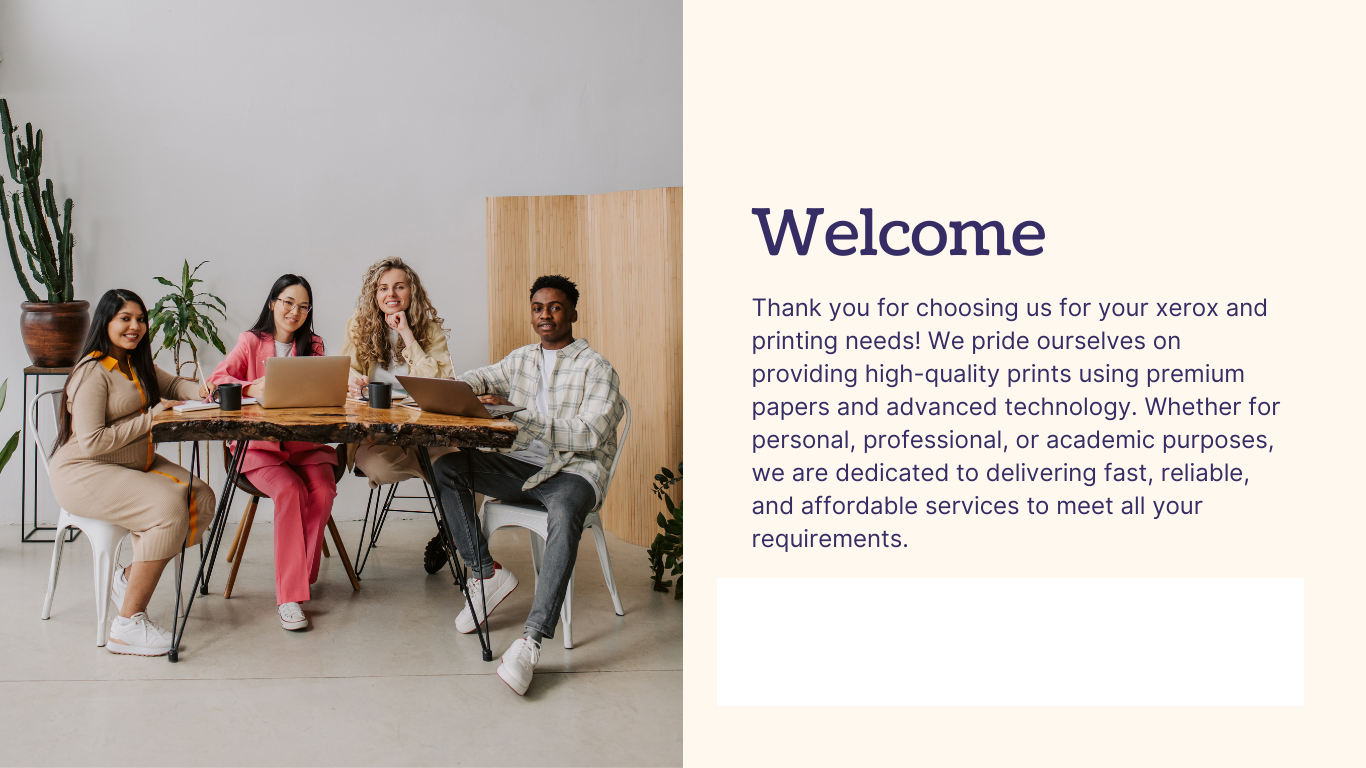 Welcome
Thank you for choosing us for your xerox and
printing needs! We pride ourselves on
providing high-quality prints using premium
papers and advanced technology. Whether for
personal, professional, or academic purposes,
we are dedicated to delivering fast, reliable,
and affordable services to meet all your
requirements.